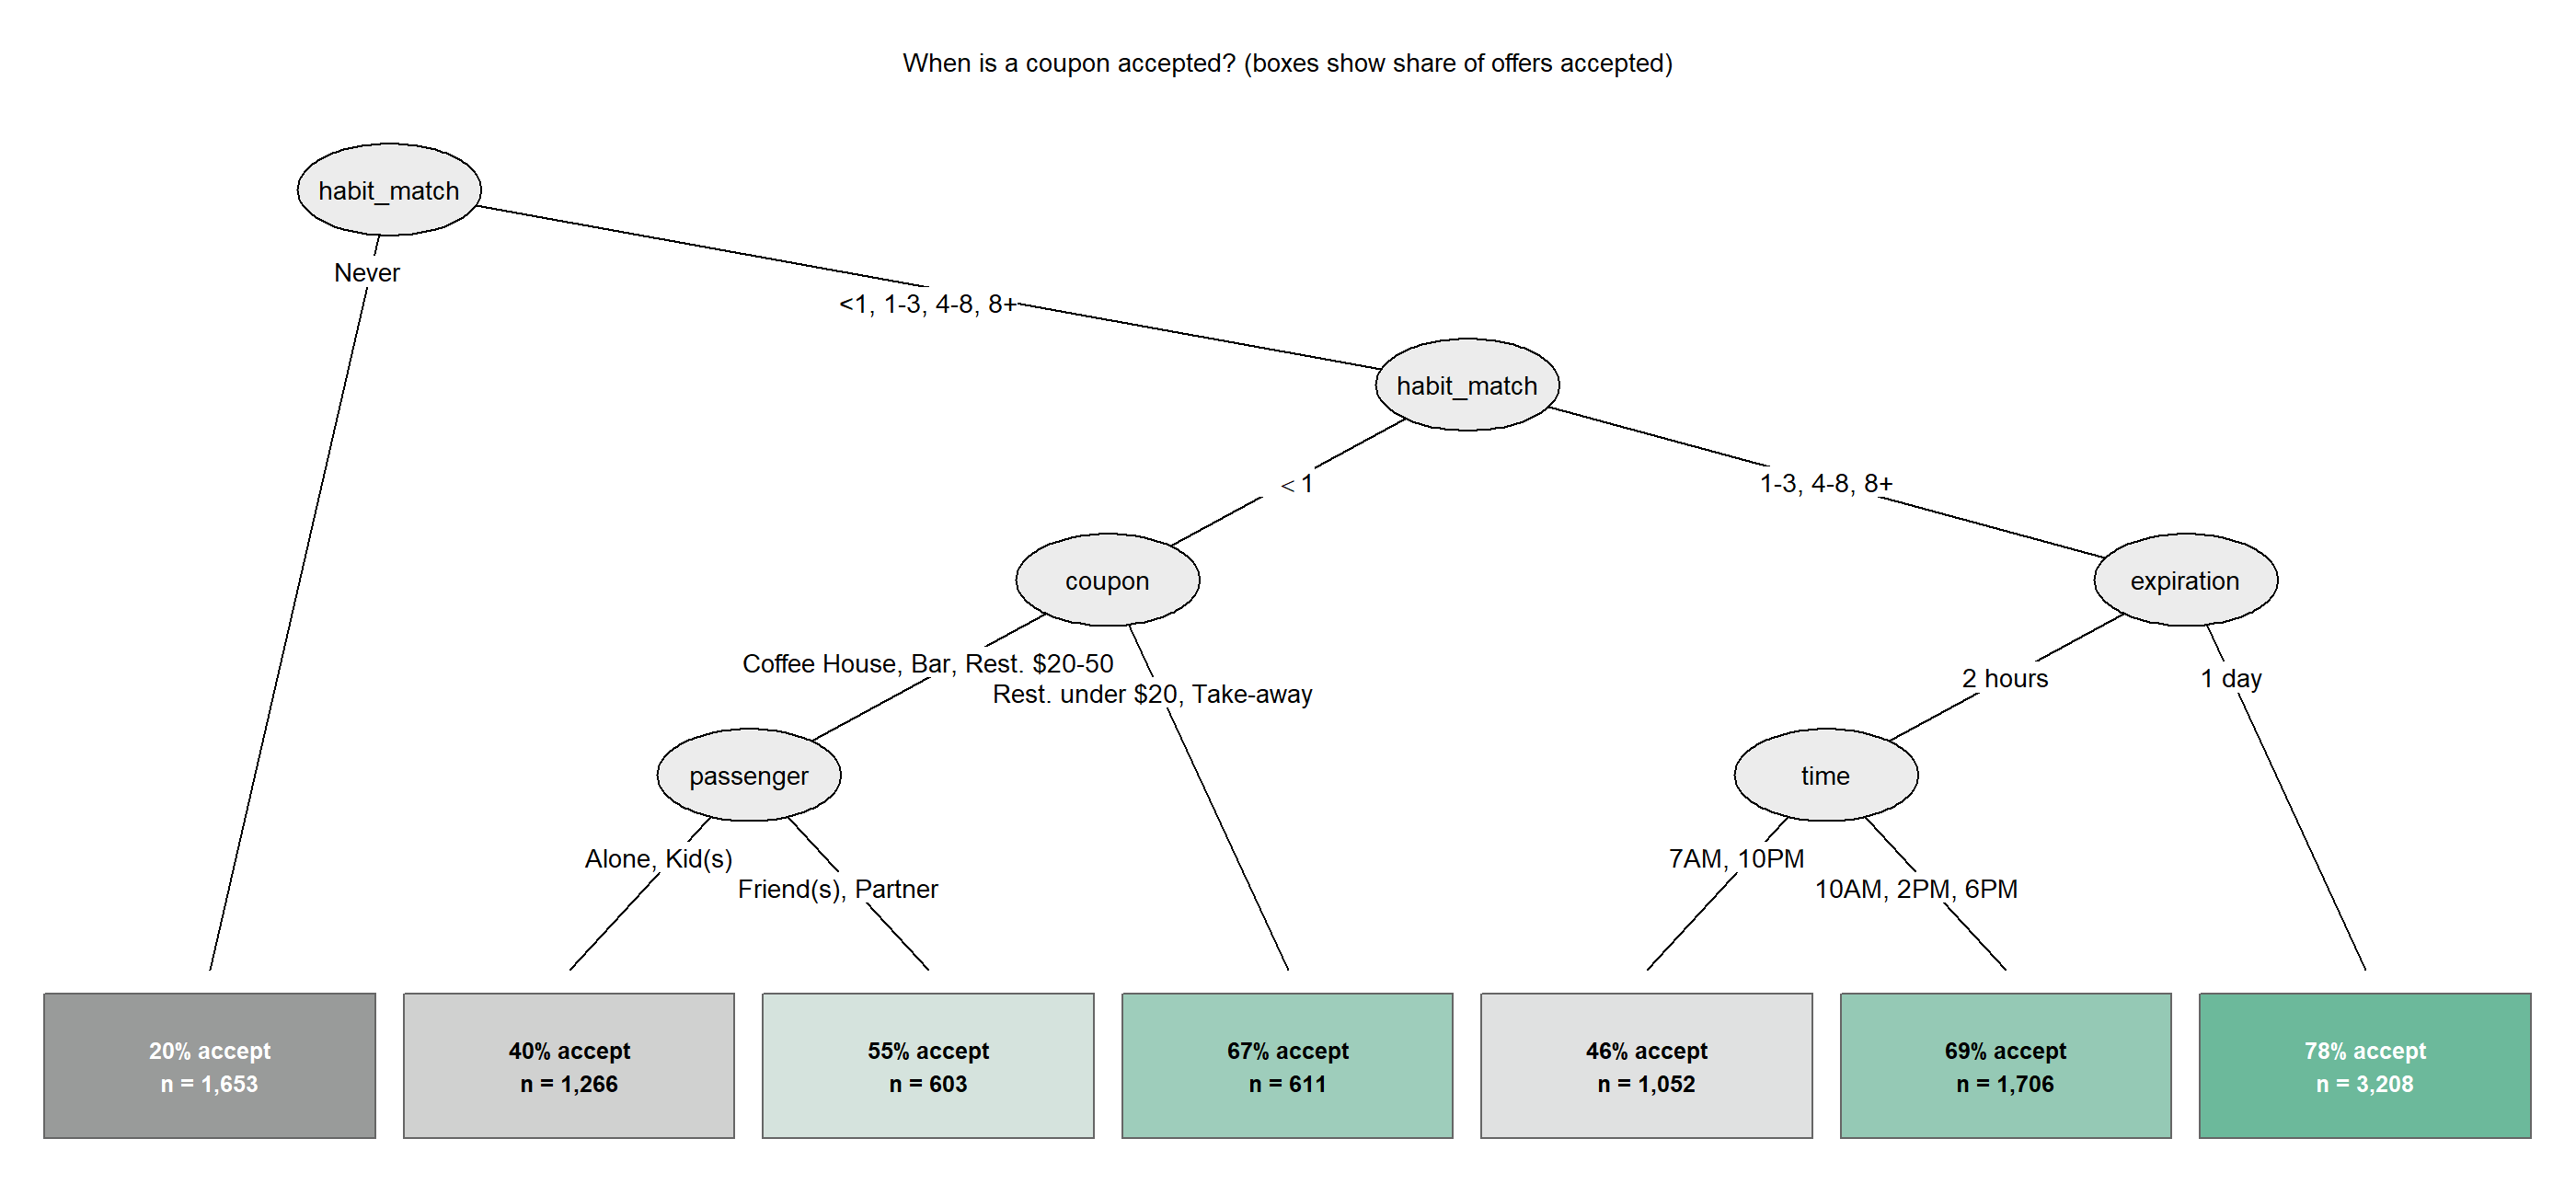 When is a coupon accepted? (boxes show share of offers accepted)
habit_match
Never
<1, 1-3, 4-8, 8+
habit_match
< 1
1-3, 4-8, 8+
coupon
expiration
Coffee House, Bar, Rest. $20-50
Rest. under $20, Take-away
2 hours
1 day
passenger
time
Alone, Kid(s)
Friend(s), Partner
7AM, 10PM
10AM, 2PM, 6PM
20% accept
n = 1,653
40% accept
n = 1,266
55% accept
n = 603
67% accept
n = 611
46% accept
n = 1,052
69% accept
n = 1,706
78% accept
n = 3,208